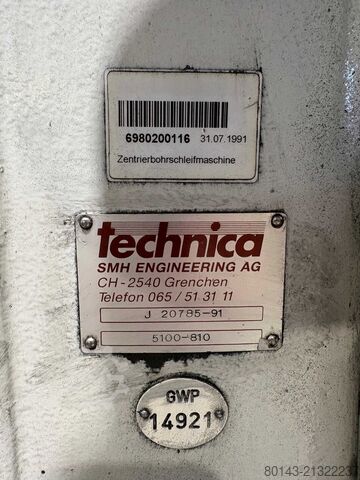 6980200116 31.07.1991
Zentrierbohrschleifmaschine
technica
SMH ENGINEERING AG
CH-2540 Grenchen
Telefon 065 / 51 31 11
J 20785-91
5100-810
GWP
14921
80143-21322237